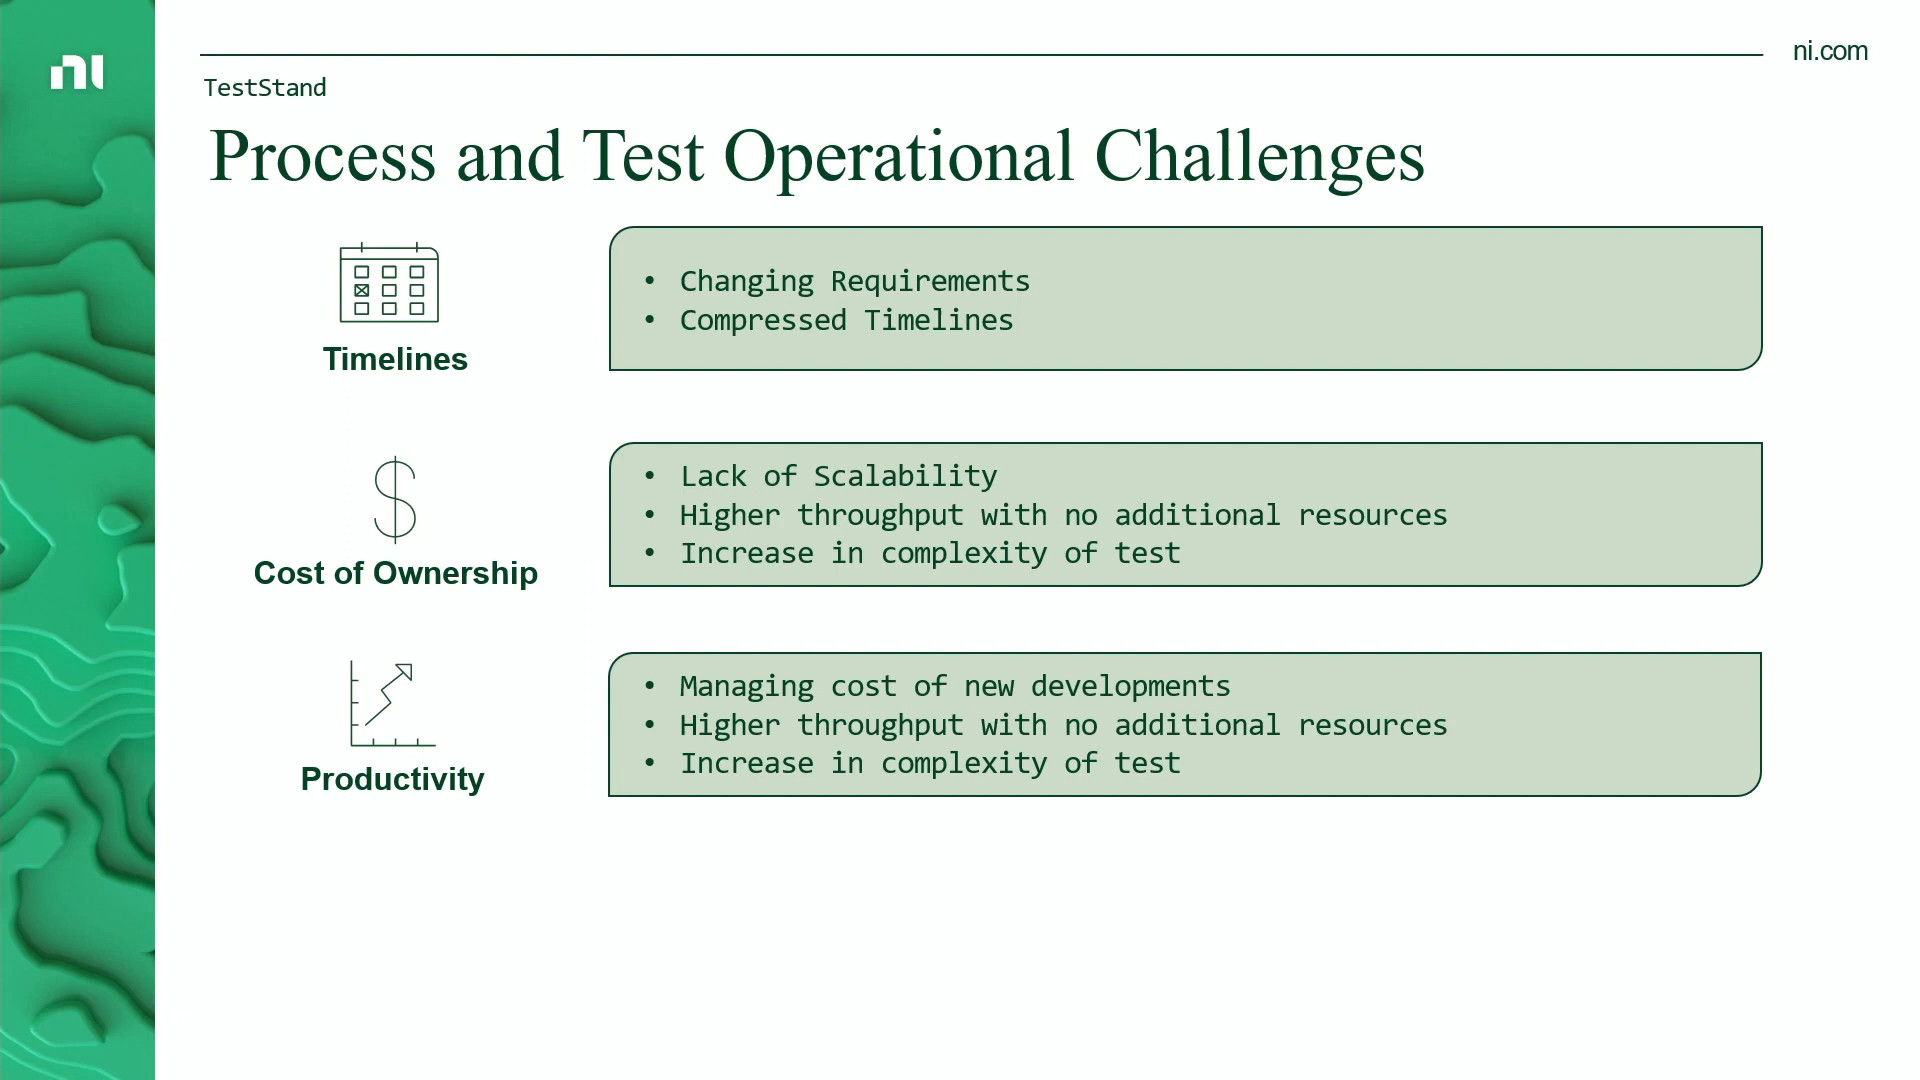 ni
ni.com
TestStand
Process and Test Operational Challenges
Timelines
• Changing Requirements
• Compressed Timelines
Cost of Ownership
• Lack of Scalability
• Higher throughput with no additional resources
• Increase in complexity of test
Productivity
• Managing cost of new developments
• Higher throughput with no additional resources
• Increase in complexity of test